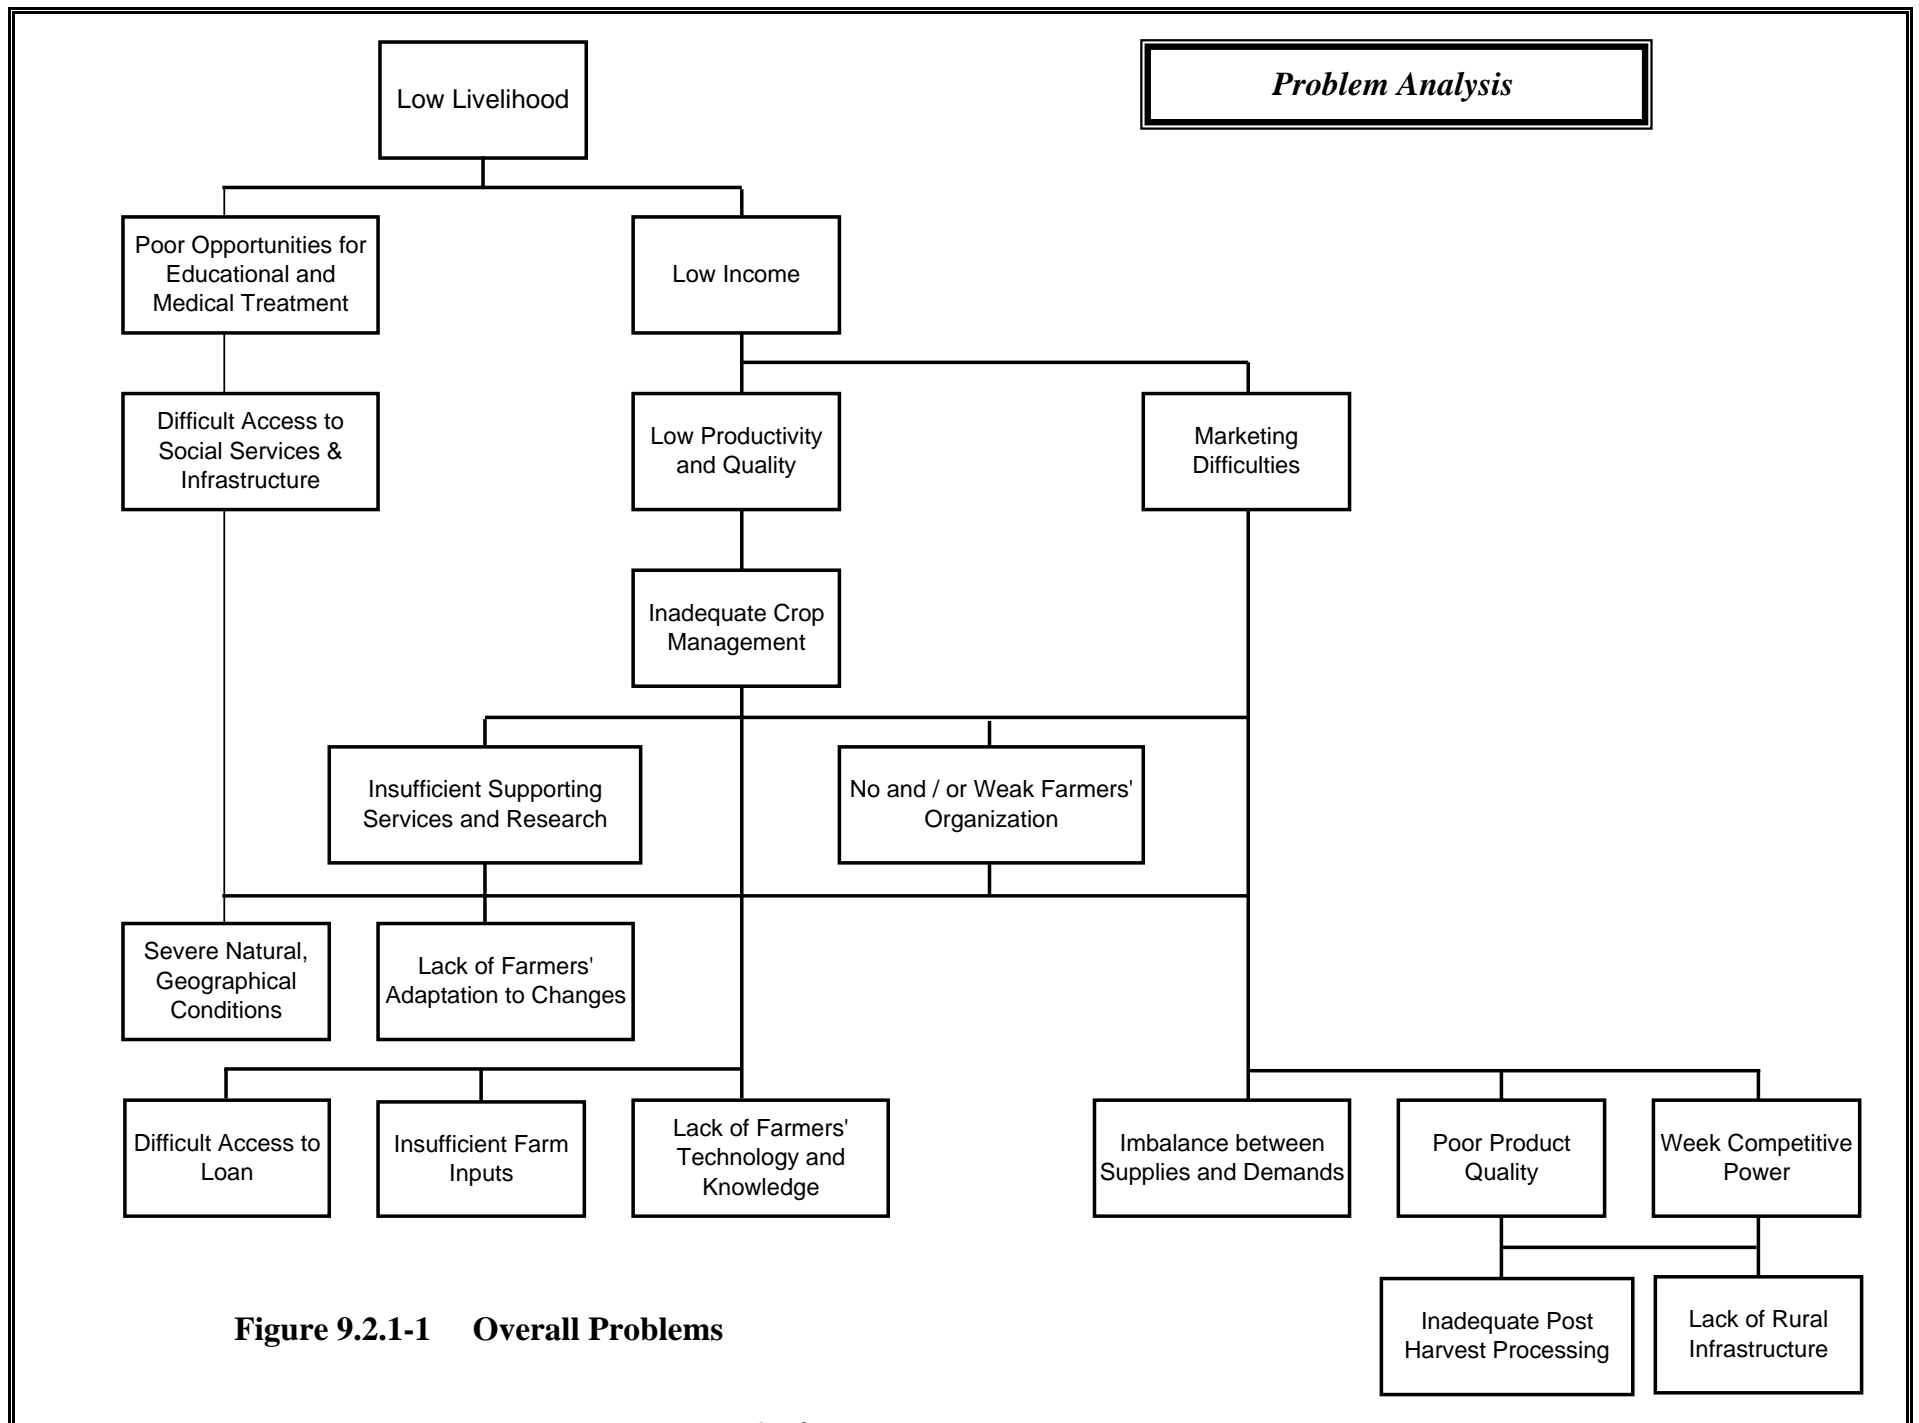 Problem Analysis
Low Livelihood
Poor Opportunities for
Educational and
Medical Treatment
Low Income
Difficult Access to
Social Services &
Infrastructure
Low Productivity
and Quality
Marketing
Difficulties
Inadequate Crop
Management
Insufficient Supporting
Services and Research
No and / or Weak Farmers'
Organization
Severe Natural,
Geographical
Conditions
Lack of Farmers'
Adaptation to Changes
Difficult Access to
Loan
Insufficient Farm
Inputs
Lack of Farmers'
Technology and
Knowledge
Imbalance between
Supplies and Demands
Poor Product
Quality
Week Competitive
Power
Inadequate Post
Harvest Processing
Lack of Rural
Infrastructure
Figure 9.2.1-1 Overall Problems